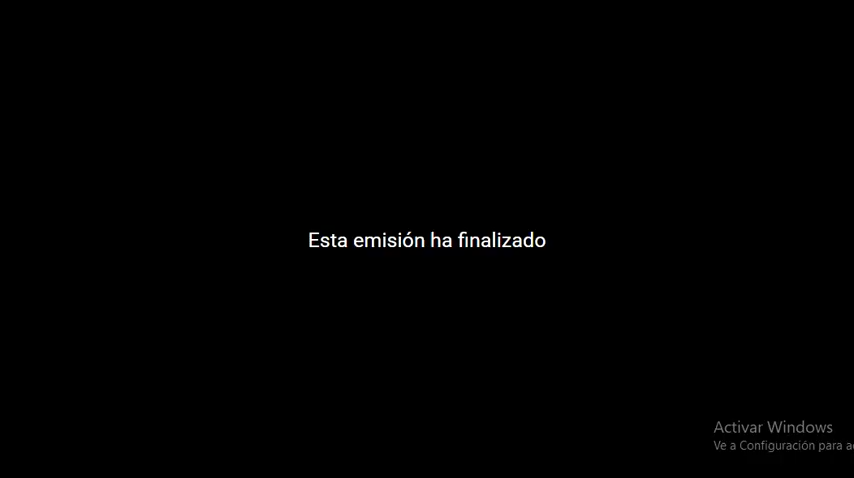 Esta emisión ha finalizado
Activar Windows
Ve a Configuración para